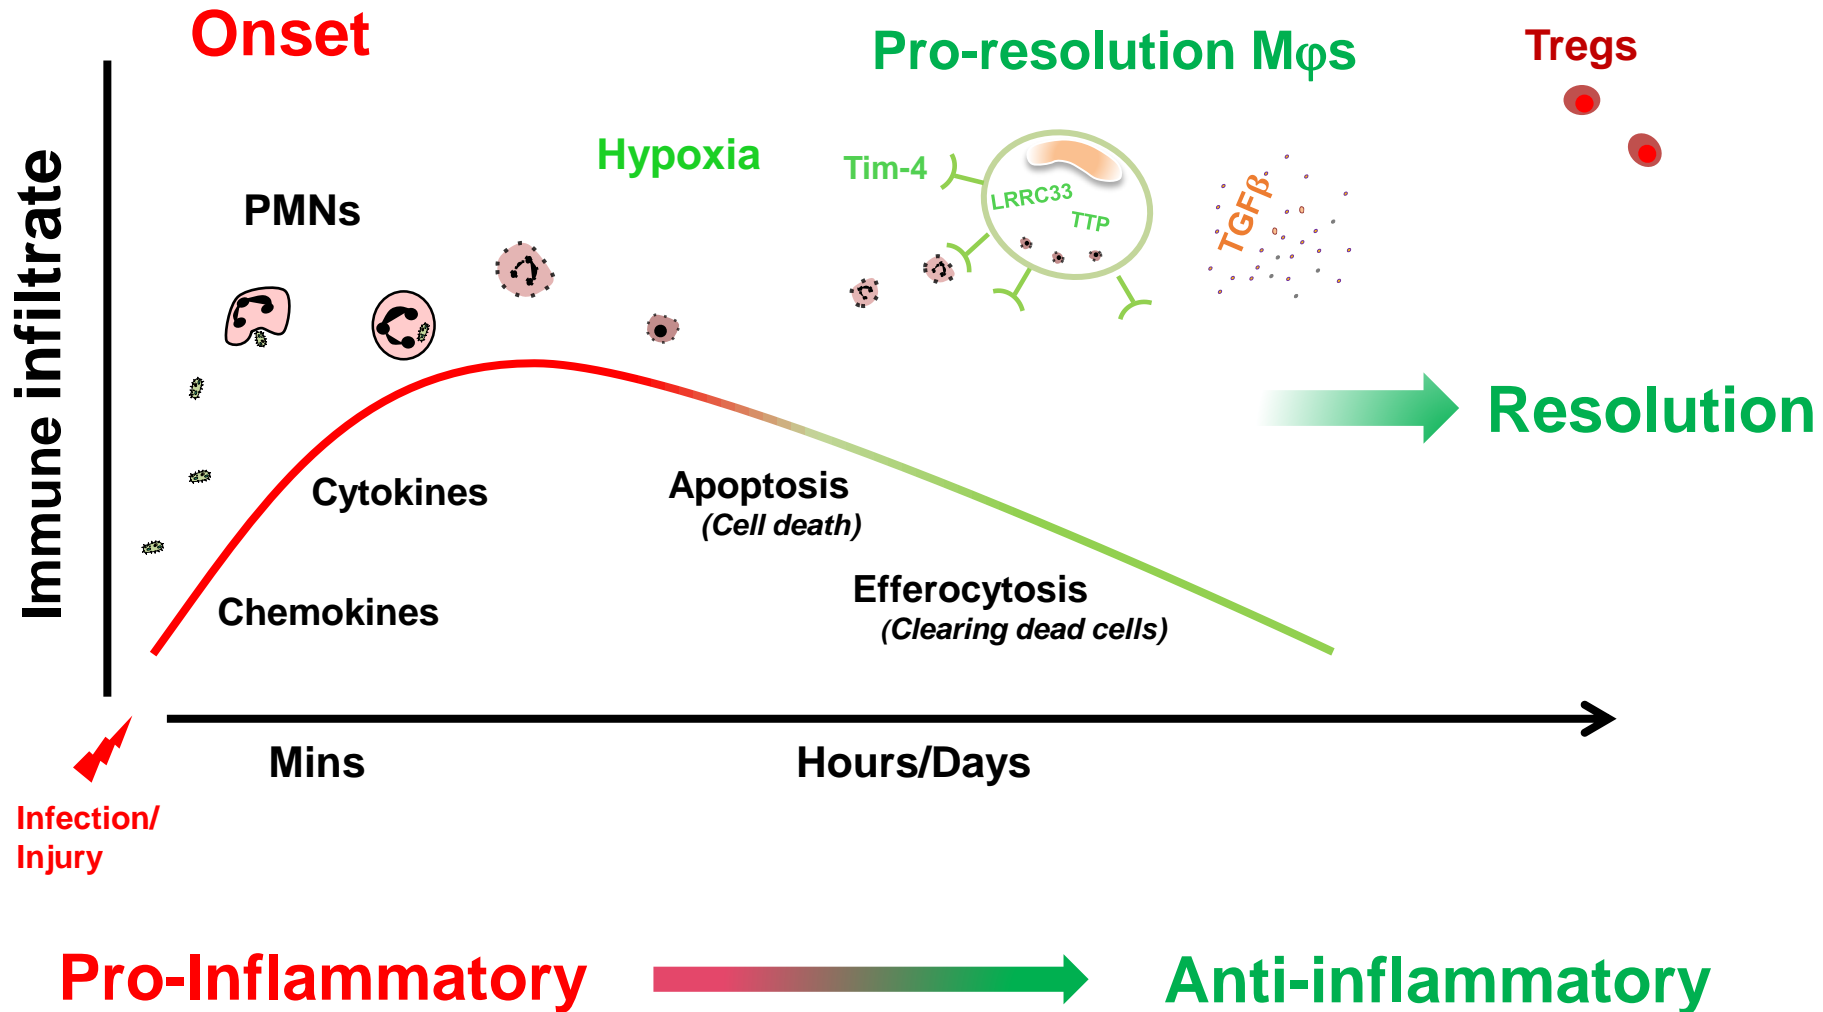 Onset
Pro-resolution Mφs
Tregs
Immune infiltrate
Hypoxia
Tim-4
LRRC33
TTP
TGFβ
PMNs
Resolution
Cytokines
Apoptosis
(Cell death)
Chemokines
Efferocytosis
(Clearing dead cells)
Mins
Hours/Days
Infection/
Injury
Pro-Inflammatory
Anti-inflammatory